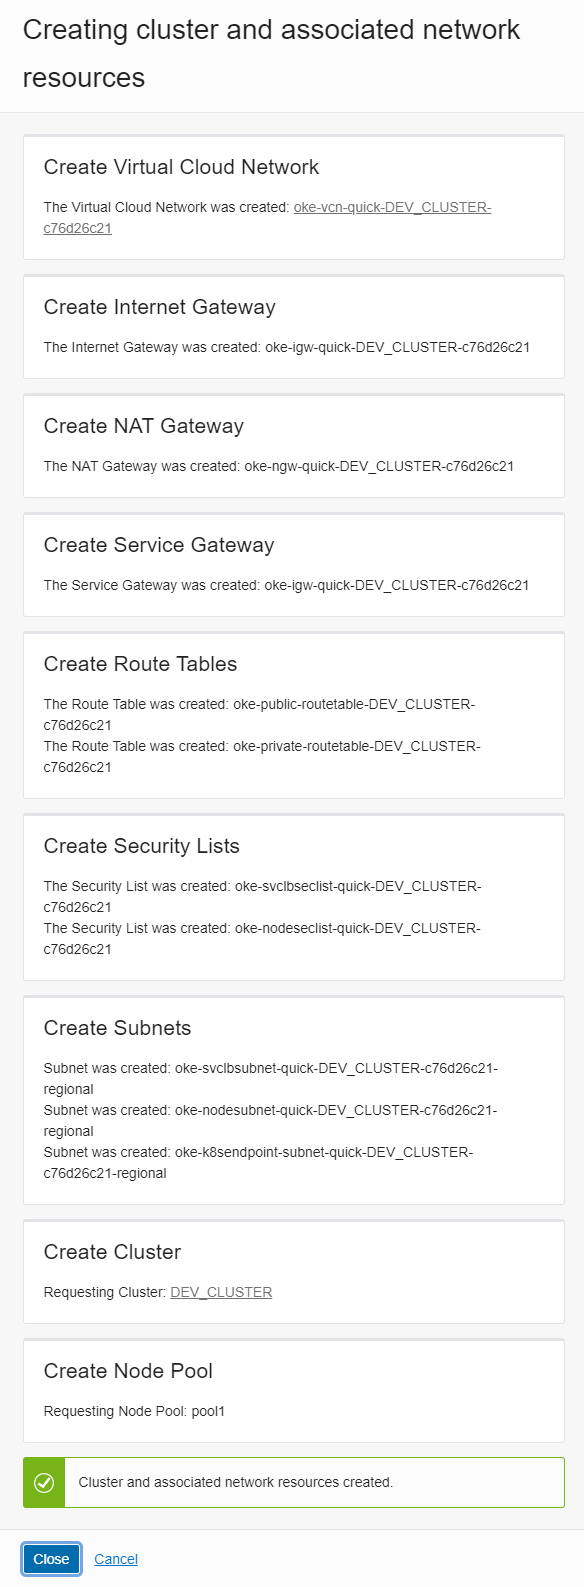 Creating cluster and associated network
resources
Create Virtual Cloud Network
The Virtual Cloud Network was created: oke-vcn-quick-DEV_CLUSTER-
c76d26c21
Create Internet Gateway
The Internet Gateway was created: oke-igw-quick-DEV_CLUSTER-c76d26c21
Create NAT Gateway
The NAT Gateway was created: oke-ngw-quick-DEV_CLUSTER-c76d26c21
Create Service Gateway
The Service Gateway was created: oke-igw-quick-DEV_CLUSTER-c76d26c21
Create Route Tables
The Route Table was created: oke-public-routetable-DEV_CLUSTER-
c76d26c21
The Route Table was created: oke-private-routetable-DEV_CLUSTER-
c76d26c21
Create Security Lists
The Security List was created: oke-svclbseclist-quick-DEV_CLUSTER-
c76d26c21
The Security List was created: oke-nodeseclist-quick-DEV_CLUSTER-
c76d26c21
Create Subnets
Subnet was created: oke-svclbsubnet-quick-DEV_CLUSTER-c76d26c21-
regional
Subnet was created: oke-nodesubnet-quick-DEV_CLUSTER-c76d26c21-
regional
Subnet was created: oke-k8sendpoint-subnet-quick-DEV_CLUSTER-
c76d26c21-regional
Create Cluster
Requesting Cluster: DEV_CLUSTER
Create Node Pool
Requesting Node Pool: pool1
Cluster and associated network resources created.
Close Cancel